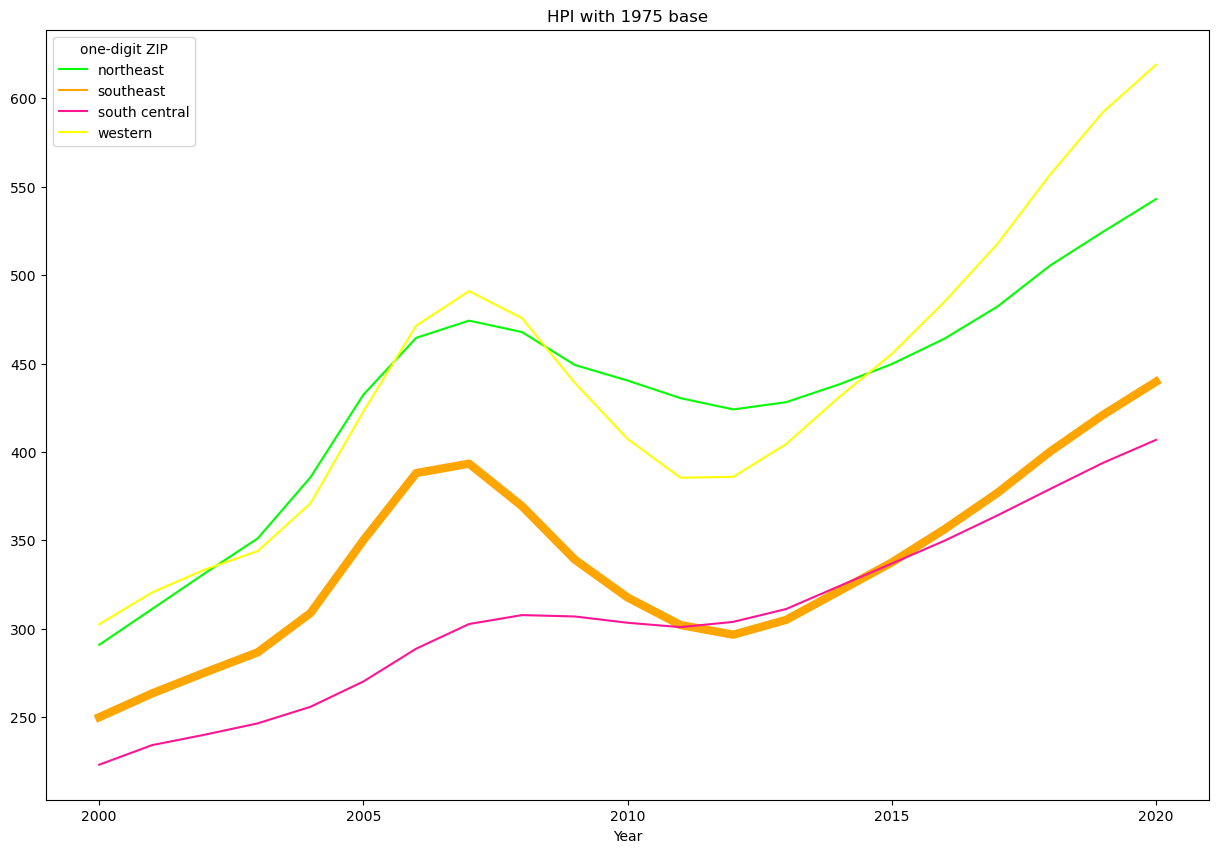 HPI with 1975 base
one-digit ZIP
northeast
southeast
south central
western
600
550
500
450
400
350
300
250
2000 2005 2010 2015 2020
Year